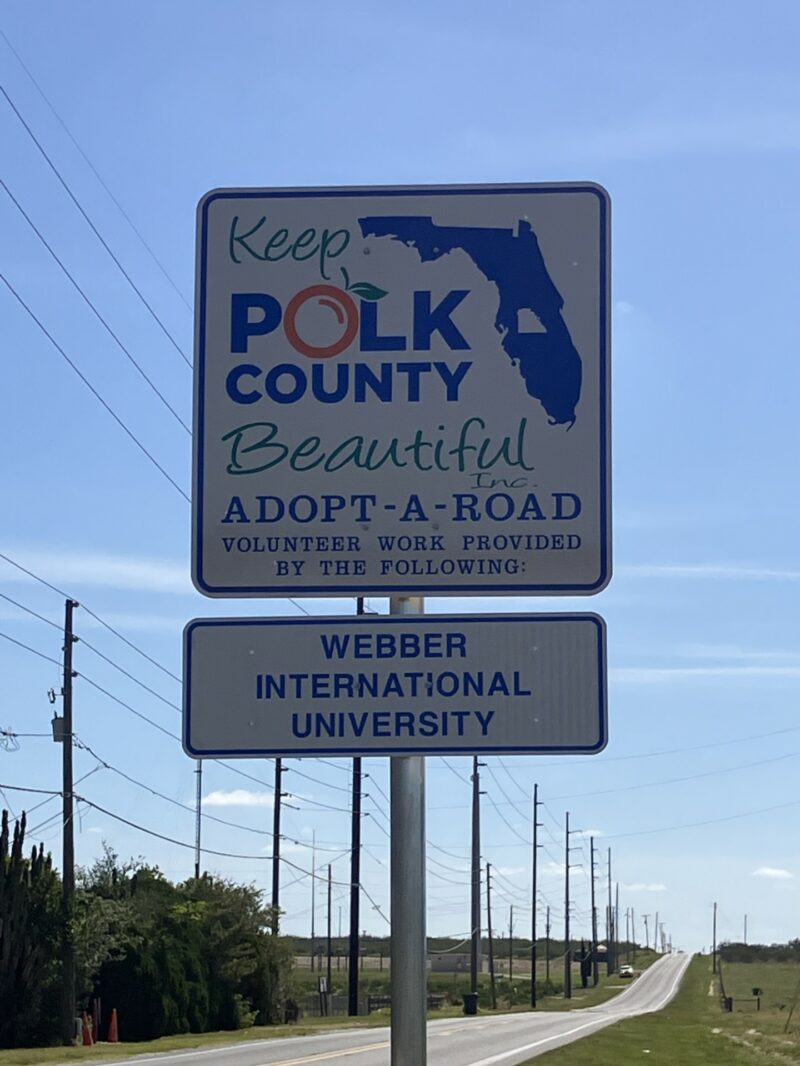 Keep
POLK
COUNTY
Beautiful
Inc.
ADOPT-A-ROAD
VOLUNTEER WORK PROVIDED
BY THE FOLLOWING:
WEBBER
INTERNATIONAL
UNIVERSITY